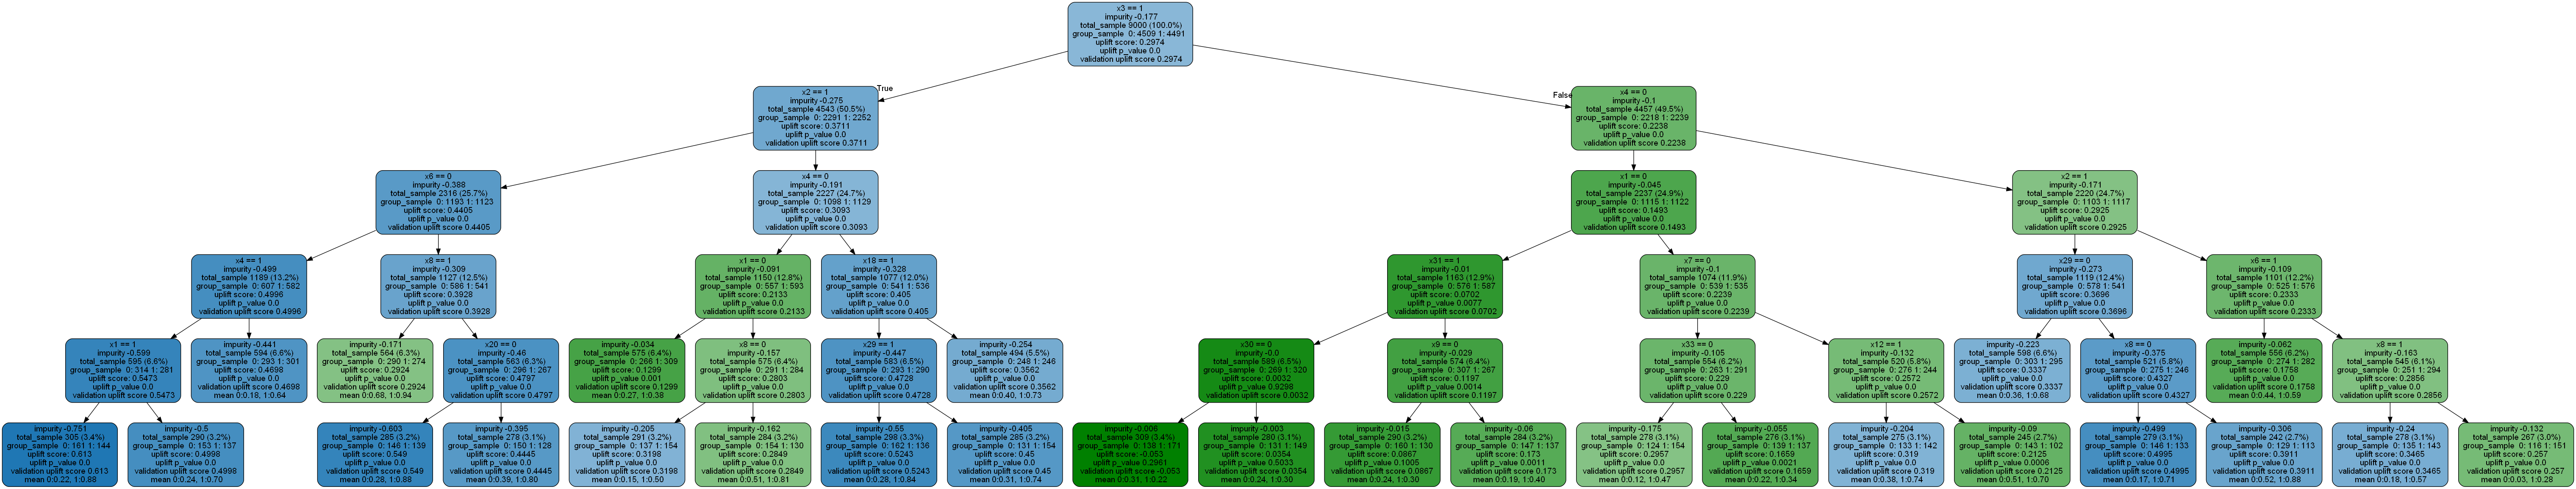 x3 == 1
impurity -0.177
total_sample 9000 (100.0%)
group_sample 0: 4509 1: 4491
uplift score: 0.2974
uplift p_value 0.0
validation uplift score 0.2974
True
False
x2 == 1
impurity -0.275
total_sample 4543 (50.5%)
group_sample 0: 2291 1: 2252
uplift score: 0.3711
uplift p_value 0.0
validation uplift score 0.3711
x4 == 0
impurity -0.1
total_sample 4457 (49.5%)
group_sample 0: 2218 1: 2239
uplift score: 0.2238
uplift p_value 0.0
validation uplift score 0.2238
x6 == 0
impurity -0.388
total_sample 2316 (25.7%)
group_sample 0: 1193 1: 1123
uplift score: 0.4405
uplift p_value 0.0
validation uplift score 0.4405
x4 == 0
impurity -0.191
total_sample 2227 (24.7%)
group_sample 0: 1098 1: 1129
uplift score: 0.3093
uplift p_value 0.0
validation uplift score 0.3093
x1 == 0
impurity -0.045
total_sample 2237 (24.9%)
group_sample 0: 1115 1: 1122
uplift score: 0.1493
uplift p_value 0.0
validation uplift score 0.1493
x2 == 1
impurity -0.171
total_sample 2220 (24.7%)
group_sample 0: 1103 1: 1117
uplift score: 0.2925
uplift p_value 0.0
validation uplift score 0.2925
x4 == 1
impurity -0.499
total_sample 1189 (13.2%)
group_sample 0: 607 1: 582
uplift score: 0.4996
uplift p_value 0.0
validation uplift score 0.4996
x8 == 1
impurity -0.309
total_sample 1127 (12.5%)
group_sample 0: 586 1: 541
uplift score: 0.3928
uplift p_value 0.0
validation uplift score 0.3928
x1 == 0
impurity -0.091
total_sample 1150 (12.8%)
group_sample 0: 557 1: 593
uplift score: 0.2133
uplift p_value 0.0
validation uplift score 0.2133
x18 == 1
impurity -0.328
total_sample 1077 (12.0%)
group_sample 0: 541 1: 536
uplift score: 0.405
uplift p_value 0.0
validation uplift score 0.405
x31 == 1
impurity -0.01
total_sample 1163 (12.9%)
group_sample 0: 576 1: 587
uplift score: 0.0702
uplift p_value 0.0077
validation uplift score 0.0702
x7 == 0
impurity -0.1
total_sample 1074 (11.9%)
group_sample 0: 539 1: 535
uplift score: 0.2239
uplift p_value 0.0
validation uplift score 0.2239
x29 == 0
impurity -0.273
total_sample 1119 (12.4%)
group_sample 0: 578 1: 541
uplift score: 0.3696
uplift p_value 0.0
validation uplift score 0.3696
x6 == 1
impurity -0.109
total_sample 1101 (12.2%)
group_sample 0: 525 1: 576
uplift score: 0.2333
uplift p_value 0.0
validation uplift score 0.2333
x1 == 1
impurity -0.599
total_sample 595 (6.6%)
group_sample 0: 314 1: 281
uplift score: 0.5473
uplift p_value 0.0
validation uplift score 0.5473
impurity -0.441
total_sample 594 (6.6%)
group_sample 0: 293 1: 301
uplift score: 0.4698
uplift p_value 0.0
validation uplift score 0.4698
mean 0:0.18, 1:0.64
impurity -0.171
total_sample 564 (6.3%)
group_sample 0: 290 1: 274
uplift score: 0.2924
uplift p_value 0.0
validation uplift score 0.2924
mean 0:0.68, 1:0.94
x20 == 0
impurity -0.46
total_sample 563 (6.3%)
group_sample 0: 296 1: 267
uplift score: 0.4797
uplift p_value 0.0
validation uplift score 0.4797
impurity -0.034
total_sample 575 (6.4%)
group_sample 0: 266 1: 309
uplift score: 0.1299
uplift p_value 0.001
validation uplift score 0.1299
mean 0:0.27, 1:0.38
x8 == 0
impurity -0.157
total_sample 575 (6.4%)
group_sample 0: 291 1: 284
uplift score: 0.2803
uplift p_value 0.0
validation uplift score 0.2803
x29 == 1
impurity -0.447
total_sample 583 (6.5%)
group_sample 0: 293 1: 290
uplift score: 0.4728
uplift p_value 0.0
validation uplift score 0.4728
impurity -0.254
total_sample 494 (5.5%)
group_sample 0: 248 1: 246
uplift score: 0.3562
uplift p_value 0.0
validation uplift score 0.3562
mean 0:0.40, 1:0.73
x30 == 0
impurity -0.0
total_sample 589 (6.5%)
group_sample 0: 269 1: 320
uplift score: 0.0032
uplift p_value 0.9298
validation uplift score 0.0032
x9 == 0
impurity -0.029
total_sample 574 (6.4%)
group_sample 0: 307 1: 267
uplift score: 0.1197
uplift p_value 0.0014
validation uplift score 0.1197
x33 == 0
impurity -0.105
total_sample 554 (6.2%)
group_sample 0: 263 1: 291
uplift score: 0.229
uplift p_value 0.0
validation uplift score 0.229
x12 == 1
impurity -0.132
total_sample 520 (5.8%)
group_sample 0: 276 1: 244
uplift score: 0.2572
uplift p_value 0.0
validation uplift score 0.2572
impurity -0.223
total_sample 598 (6.6%)
group_sample 0: 303 1: 295
uplift score: 0.3337
uplift p_value 0.0
validation uplift score 0.3337
mean 0:0.36, 1:0.68
x8 == 0
impurity -0.375
total_sample 521 (5.8%)
group_sample 0: 275 1: 246
uplift score: 0.4327
uplift p_value 0.0
validation uplift score 0.4327
impurity -0.062
total_sample 556 (6.2%)
group_sample 0: 274 1: 282
uplift score: 0.1758
uplift p_value 0.0
validation uplift score 0.1758
mean 0:0.44, 1:0.59
x8 == 1
impurity -0.163
total_sample 545 (6.1%)
group_sample 0: 251 1: 294
uplift score: 0.2856
uplift p_value 0.0
validation uplift score 0.2856
impurity -0.751
total_sample 305 (3.4%)
group_sample 0: 161 1: 144
uplift score: 0.613
uplift p_value 0.0
validation uplift score 0.613
mean 0:0.22, 1:0.88
impurity -0.5
total_sample 290 (3.2%)
group_sample 0: 153 1: 137
uplift score: 0.4998
uplift p_value 0.0
validation uplift score 0.4998
mean 0:0.24, 1:0.70
impurity -0.603
total_sample 285 (3.2%)
group_sample 0: 146 1: 139
uplift score: 0.549
uplift p_value 0.0
validation uplift score 0.549
mean 0:0.28, 1:0.88
impurity -0.395
total_sample 278 (3.1%)
group_sample 0: 150 1: 128
uplift score: 0.4445
uplift p_value 0.0
validation uplift score 0.4445
mean 0:0.39, 1:0.80
impurity -0.205
total_sample 291 (3.2%)
group_sample 0: 137 1: 154
uplift score: 0.3198
uplift p_value 0.0
validation uplift score 0.3198
mean 0:0.15, 1:0.50
impurity -0.162
total_sample 284 (3.2%)
group_sample 0: 154 1: 130
uplift score: 0.2849
uplift p_value 0.0
validation uplift score 0.2849
mean 0:0.51, 1:0.81
impurity -0.55
total_sample 298 (3.3%)
group_sample 0: 162 1: 136
uplift score: 0.5243
uplift p_value 0.0
validation uplift score 0.5243
mean 0:0.28, 1:0.84
impurity -0.405
total_sample 285 (3.2%)
group_sample 0: 131 1: 154
uplift score: 0.45
uplift p_value 0.0
validation uplift score 0.45
mean 0:0.31, 1:0.74
impurity -0.006
total_sample 309 (3.4%)
group_sample 0: 138 1: 171
uplift score: -0.053
uplift p_value 0.2961
validation uplift score -0.053
mean 0:0.31, 1:0.22
impurity -0.003
total_sample 280 (3.1%)
group_sample 0: 131 1: 149
uplift score: 0.0354
uplift p_value 0.5033
validation uplift score 0.0354
mean 0:0.24, 1:0.30
impurity -0.015
total_sample 290 (3.2%)
group_sample 0: 160 1: 130
uplift score: 0.0867
uplift p_value 0.1005
validation uplift score 0.0867
mean 0:0.24, 1:0.30
impurity -0.06
total_sample 284 (3.2%)
group_sample 0: 147 1: 137
uplift score: 0.173
uplift p_value 0.0011
validation uplift score 0.173
mean 0:0.19, 1:0.40
impurity -0.175
total_sample 278 (3.1%)
group_sample 0: 124 1: 154
uplift score: 0.2957
uplift p_value 0.0
validation uplift score 0.2957
mean 0:0.12, 1:0.47
impurity -0.055
total_sample 276 (3.1%)
group_sample 0: 139 1: 137
uplift score: 0.1659
uplift p_value 0.0021
validation uplift score 0.1659
mean 0:0.22, 1:0.34
impurity -0.204
total_sample 275 (3.1%)
group_sample 0: 133 1: 142
uplift score: 0.319
uplift p_value 0.0
validation uplift score 0.319
mean 0:0.38, 1:0.74
impurity -0.09
total_sample 245 (2.7%)
group_sample 0: 143 1: 102
uplift score: 0.2125
uplift p_value 0.0006
validation uplift score 0.2125
mean 0:0.51, 1:0.70
impurity -0.499
total_sample 279 (3.1%)
group_sample 0: 146 1: 133
uplift score: 0.4995
uplift p_value 0.0
validation uplift score 0.4995
mean 0:0.17, 1:0.71
impurity -0.306
total_sample 242 (2.7%)
group_sample 0: 129 1: 113
uplift score: 0.3911
uplift p_value 0.0
validation uplift score 0.3911
mean 0:0.52, 1:0.88
impurity -0.24
total_sample 278 (3.1%)
group_sample 0: 135 1: 143
uplift score: 0.3465
uplift p_value 0.0
validation uplift score 0.3465
mean 0:0.18, 1:0.57
impurity -0.132
total_sample 267 (3.0%)
group_sample 0: 116 1: 151
uplift score: 0.257
uplift p_value 0.0
validation uplift score 0.257
mean 0:0.03, 1:0.28